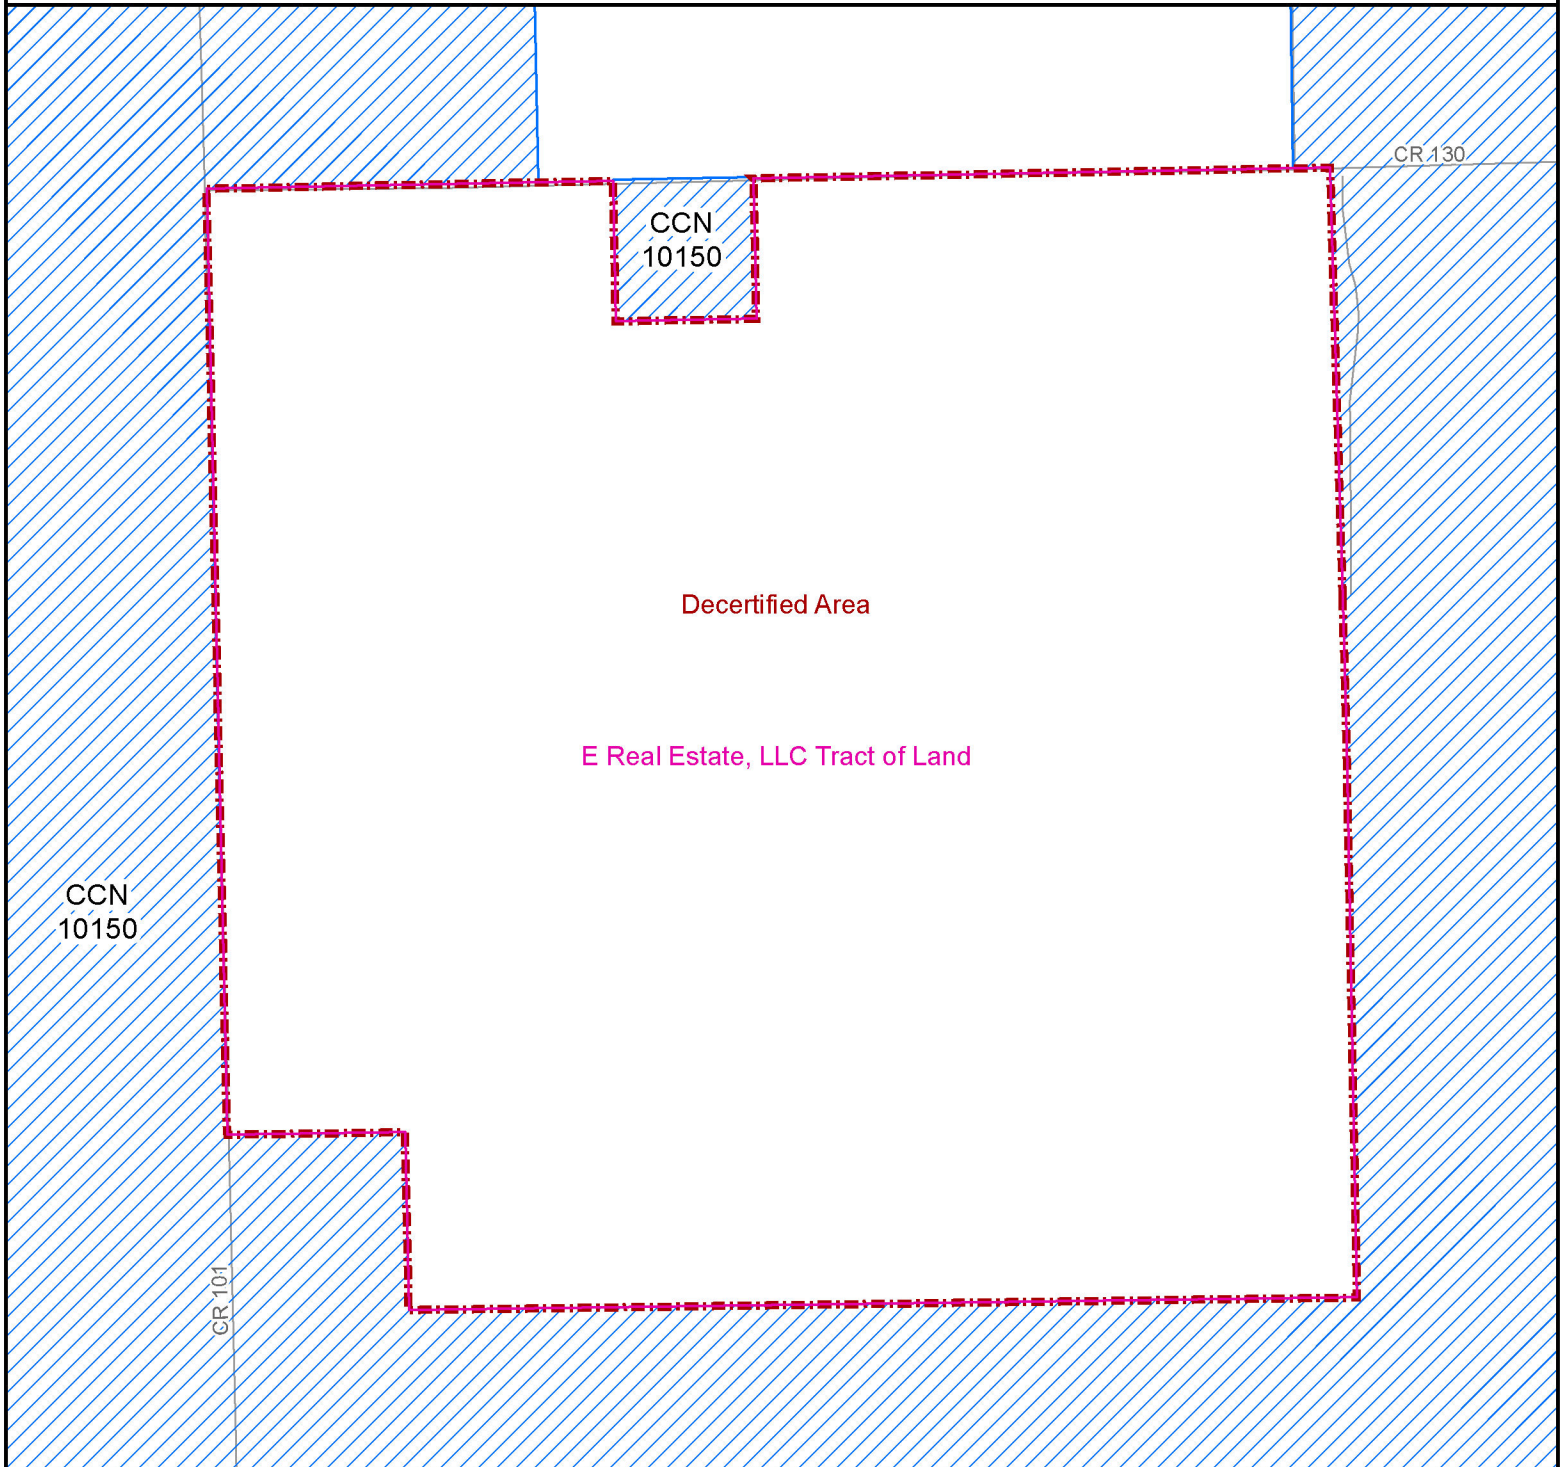 CR 130
CCN
10150
Decertified Area
E Real Estate, LLC Tract of Land
CCN
10150
CR 101